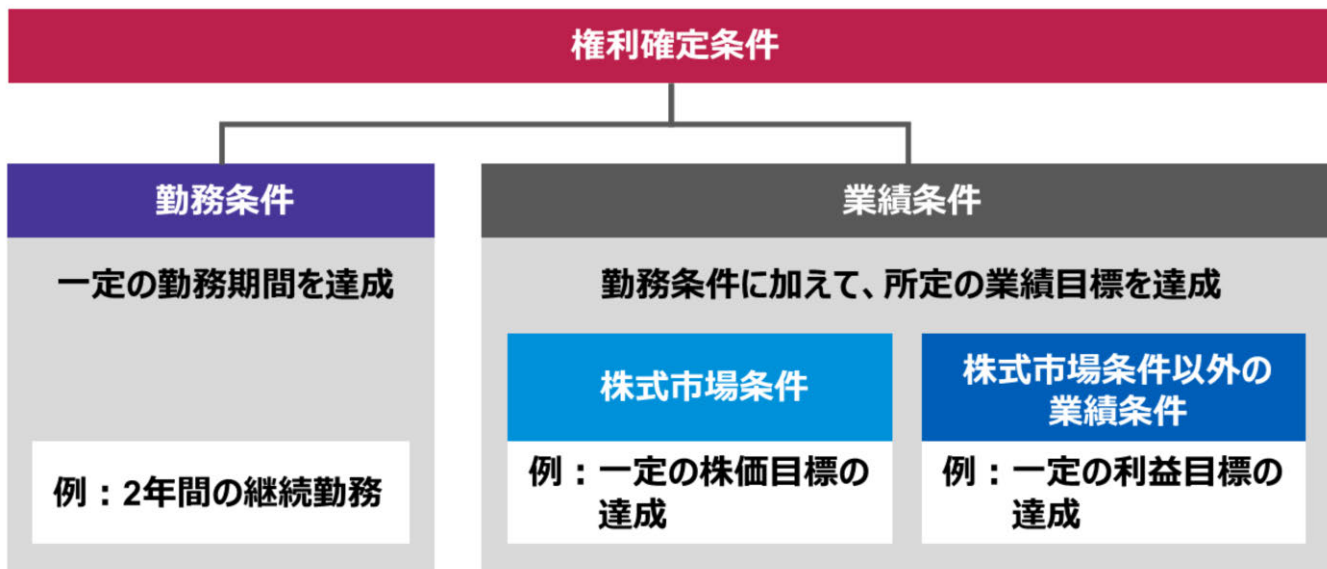 権利確定条件
勤務条件
一定の勤務期間を達成
例：2年間の継続勤務
業績条件
勤務条件に加えて、所定の業績目標を達成
株式市場条件
例：一定の株価目標の
達成
株式市場条件以外の
業績条件
例：一定の利益目標の
達成